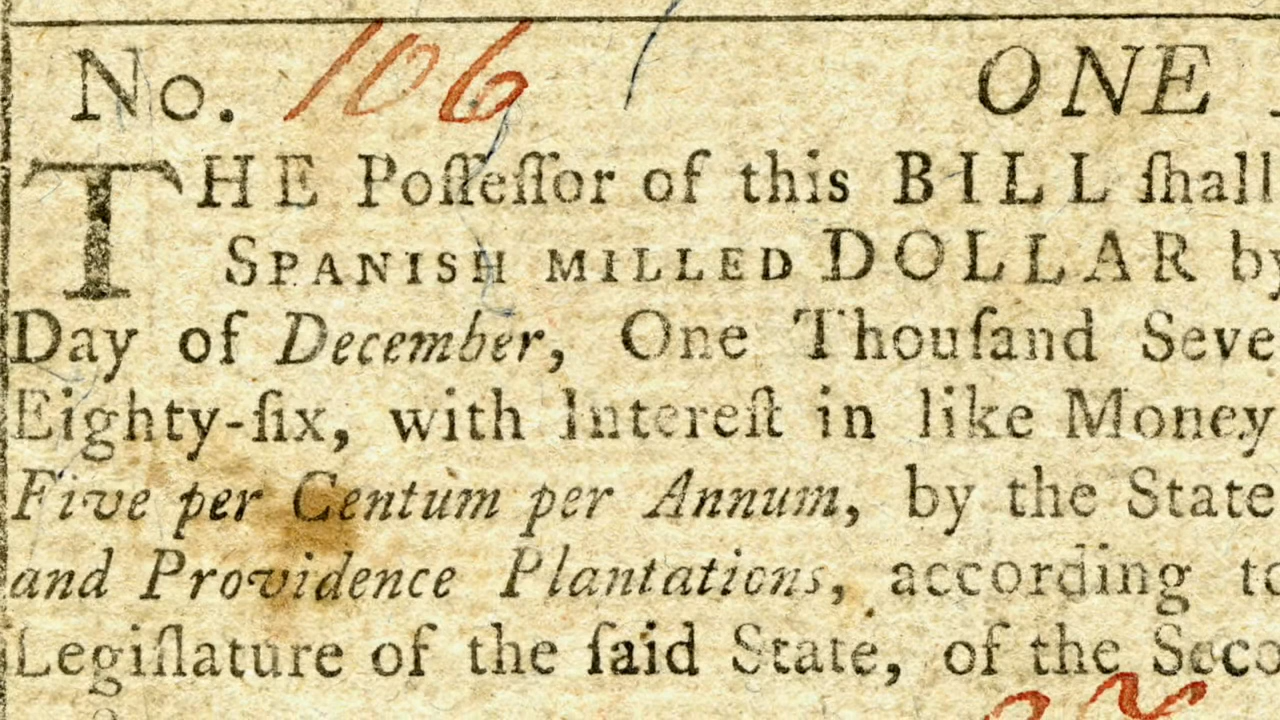 No. 106 ONE
THE Poſſeſſor of this BILL ſhall
SPANISH MILLED DOLLAR by
Day of December, One Thouſand Seve
Eighty-ſix, with Intereſt in like Money
Five per Centum per Annum, by the State
and Providence Plantations, according to
Legiſlature of the ſaid State, of the Seco